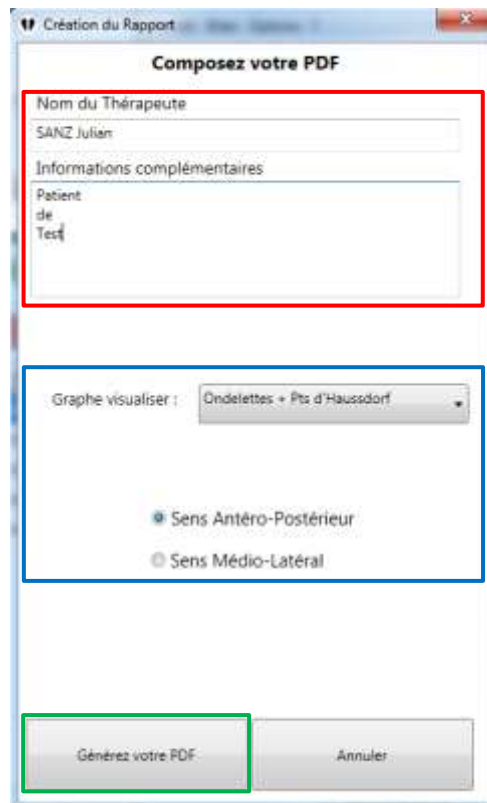 Création du Rapport
Composez votre PDF
Nom du Thérapeute
SANZ Julian
Informations complémentaires
Patient
de
Test
Graphe visualiser :
Ondelettes + Pts d'Haussdorf
Sens Antéro-Postérieur
Sens Médio-Latéral
Générez votre PDF
Annuler